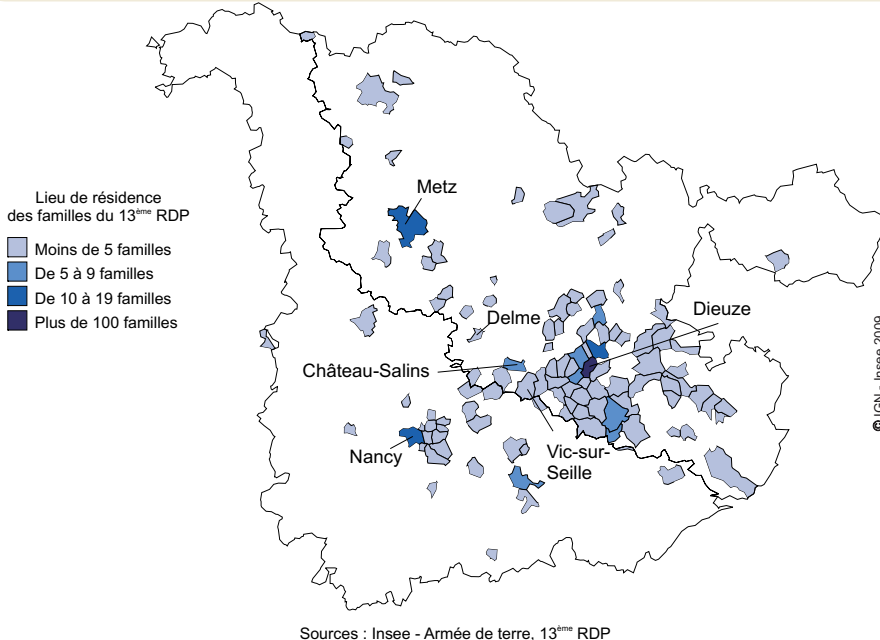 Metz
Lieu de résidence
des familles du 13ème RDP
Moins de 5 familles
De 5 à 9 familles
De 10 à 19 familles
Plus de 100 familles
Delme
Dieuze
Château-Salins
Nancy
Vic-sur-
Seille
© IGN - Insee 2009
Sources : Insee - Armée de terre, 13ème RDP